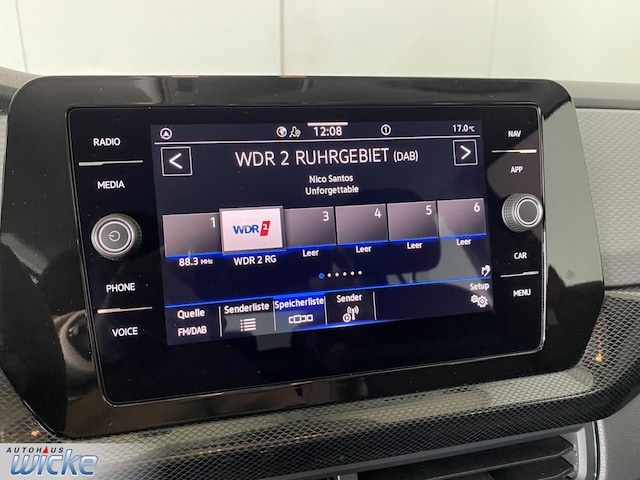 RADIO
MEDIA
PHONE
VOICE
12:08
1
17.0°C
<
WDR 2 RUHRGEBIET (DAB)
>
Nico Santos
Unforgettable
1
WDR 2
3
4
5
6
88.3 MHz
WDR 2 RG
Leer
Leer
Leer
Leer
Quelle
FM/DAB
Senderliste
Speicherliste
Sender
Setup
NAV
APP
CAR
MENU
AUTOHAUS
WICKE